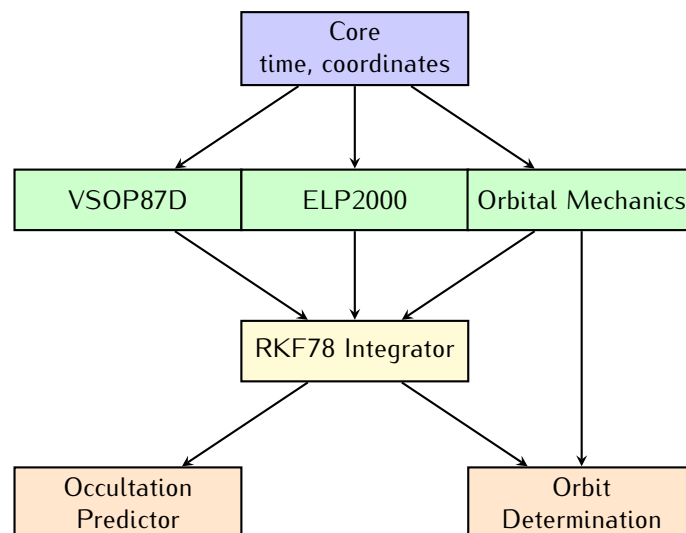 Core
time, coordinates
VSOP87D
ELP2000
Orbital Mechanics
RKF78 Integrator
Occultation
Predictor
Orbit
Determination